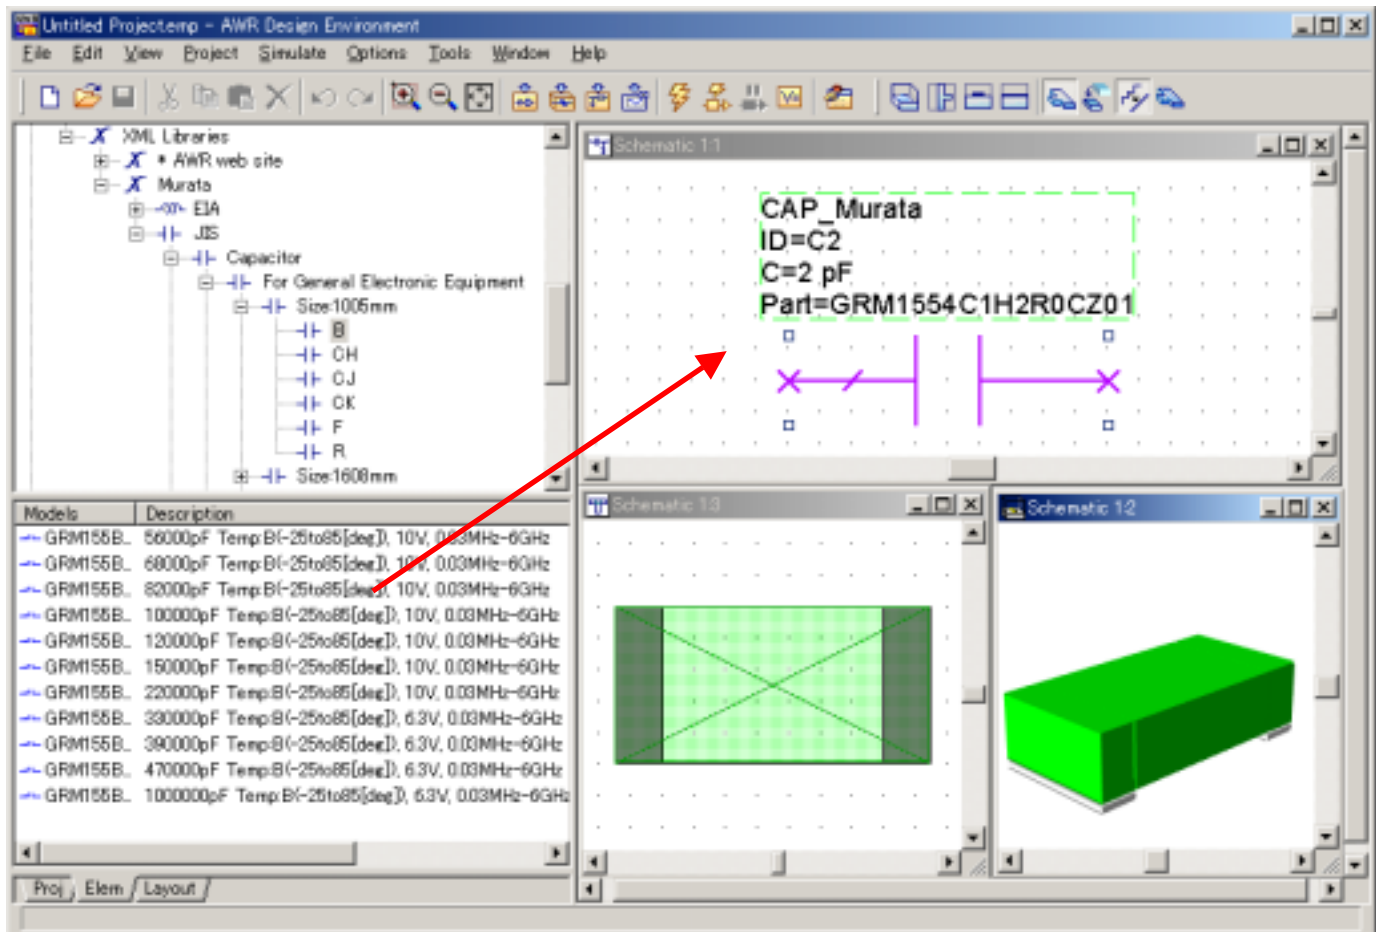 Untitled Project.emp - AWR Design Environment
File Edit View Project Simulate Options Tools Window Help
XML Libraries
* AWR web site
Murata
EIA
JIS
Capacitor
For General Electronic Equipment
Size:1005mm
B
CH
CJ
CK
F
R
Size:1608mm
Models Description
GRM155B.. 56000pF Temp:B(-25to85[deg]), 10V, 0.03MHz-6GHz
GRM155B.. 68000pF Temp:B(-25to85[deg]), 10V, 0.03MHz-6GHz
GRM155B.. 82000pF Temp:B(-25to85[deg]), 10V, 0.03MHz-6GHz
GRM155B.. 100000pF Temp:B(-25to85[deg]), 10V, 0.03MHz-6GHz
GRM155B.. 120000pF Temp:B(-25to85[deg]), 10V, 0.03MHz-6GHz
GRM155B.. 150000pF Temp:B(-25to85[deg]), 10V, 0.03MHz-6GHz
GRM155B.. 220000pF Temp:B(-25to85[deg]), 10V, 0.03MHz-6GHz
GRM155B.. 330000pF Temp:B(-25to85[deg]), 6.3V, 0.03MHz-6GHz
GRM155B.. 390000pF Temp:B(-25to85[deg]), 6.3V, 0.03MHz-6GHz
GRM155B.. 470000pF Temp:B(-25to85[deg]), 6.3V, 0.03MHz-6GHz
GRM155B.. 1000000pF Temp:B(-25to85[deg]), 6.3V, 0.03MHz-6GHz
Proj Elem Layout
Schematic 1:1
CAP_Murata
ID=C2
C=2 pF
Part=GRM1554C1H2R0CZ01
Schematic 1:3
Schematic 1:2